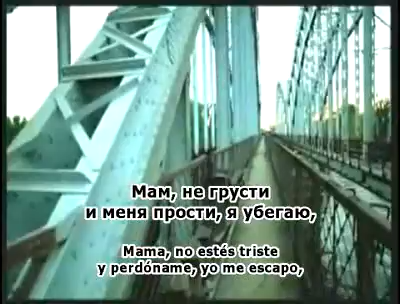 Мам, не грусти
и меня прости, я убегаю,
Mama, no estés triste
y perdóname, yo me escapo,